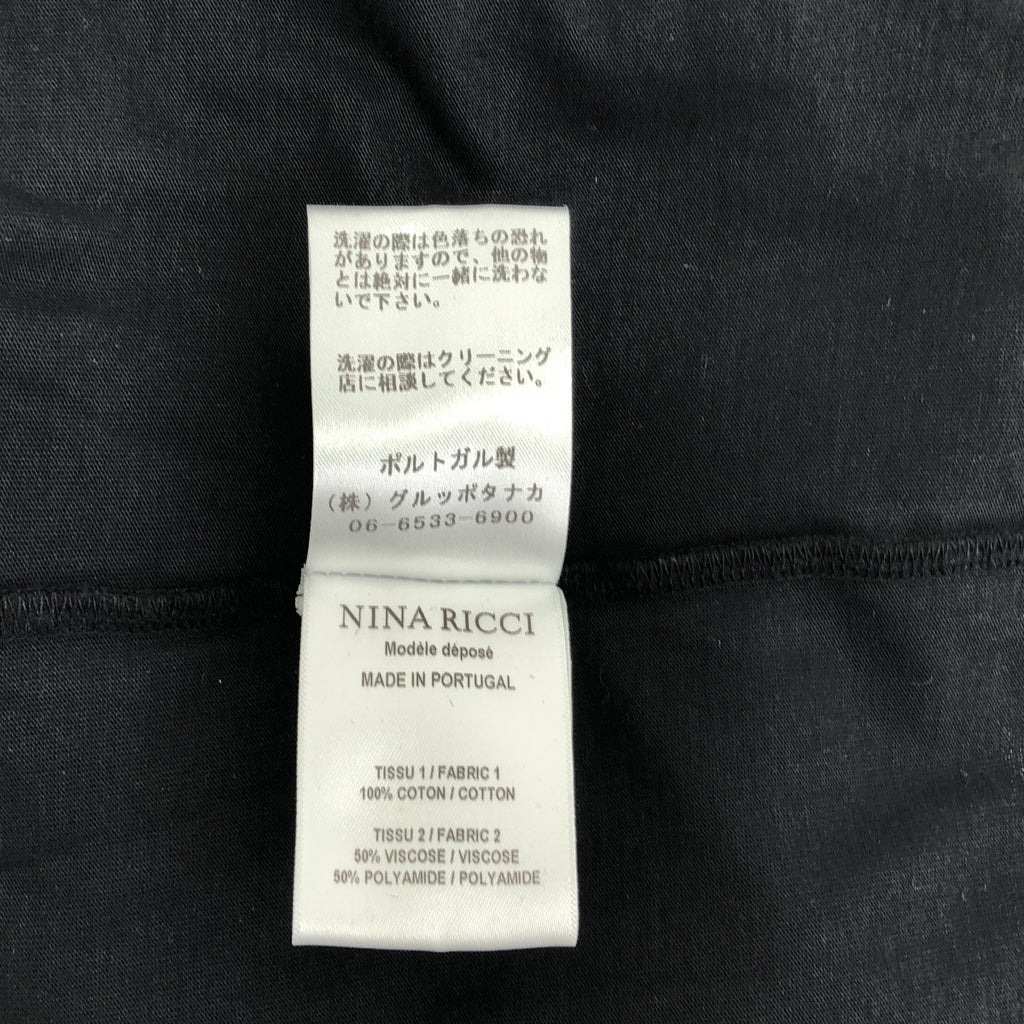 洗濯の際は色落ちの恐れ
がありますので、他の物
とは絶対に一緒に洗わな
いで下さい。
洗濯の際はクリーニング
店に相談してください。
ポルトガル製
(株) グルッポタナカ
06-6533-6900
NINA RICCI
Modèle déposé
MADE IN PORTUGAL
TISSU 1 / FABRIC 1
100% COTON / COTTON
TISSU 2 / FABRIC 2
50% VISCOSE / VISCOSE
50% POLYAMIDE / POLYAMIDE